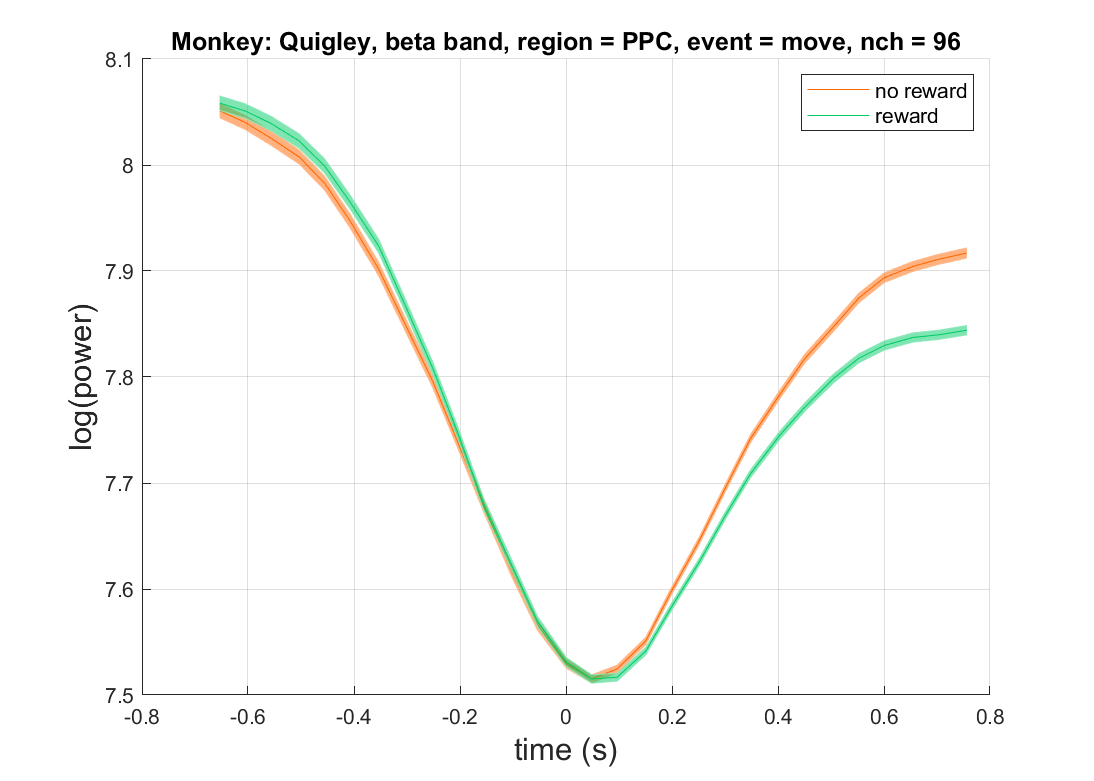 Monkey: Quigley, beta band, region = PPC, event = move, nch = 96
no reward
reward
8.1
8
7.9
7.8
7.7
7.6
7.5
log(power)
-0.8 -0.6 -0.4 -0.2 0 0.2 0.4 0.6 0.8
time (s)